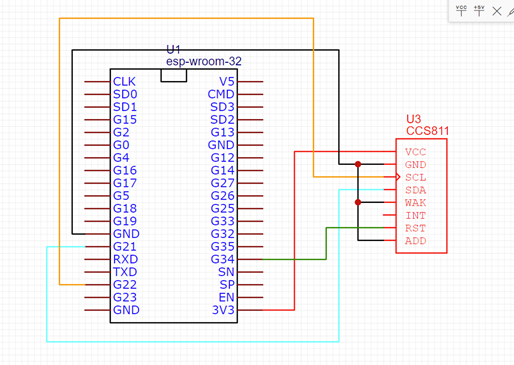 VCC +5V
U1
esp-wroom-32
CLK V5
SD0 CMD
SD1 SD3
G15 SD2
G2 G13
G0 GND
G4 G12
G16 G14
G17 G27
G5 G26
G18 G25
G19 G33
GND G32
G21 G35
RXD G34
TXD SN
G22 SP
G23 EN
GND 3V3
U3
CCS811
VCC
GND
SCL
SDA
WAK
INT
RST
ADD